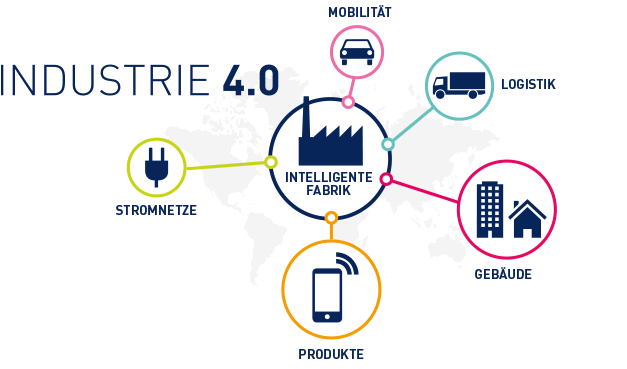 MOBILITÄT
INDUSTRIE 4.0
LOGISTIK
INTELLIGENTE
FABRIK
STROMNETZE
GEBÄUDE
PRODUKTE